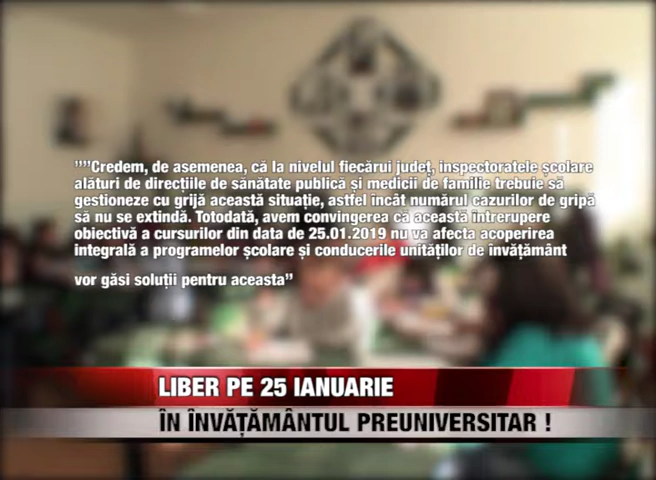 ””Credem, de asemenea, că la nivelul fiecărui județ, inspectoratele școlare
alături de direcțiile de sănătate publică și medicii de familie trebuie să
gestioneze cu grijă această situație, astfel încât numărul cazurilor de gripă
să nu se extindă. Totodată, avem convingerea că această întrerupere
obiectivă a cursurilor din data de 25.01.2019 nu va afecta acoperirea
integrală a programelor școlare și conducerile unităților de învățământ
vor găsi soluții pentru aceasta”
LIBER PE 25 IANUARIE
ÎN ÎNVĂȚĂMÂNTUL PREUNIVERSITAR !